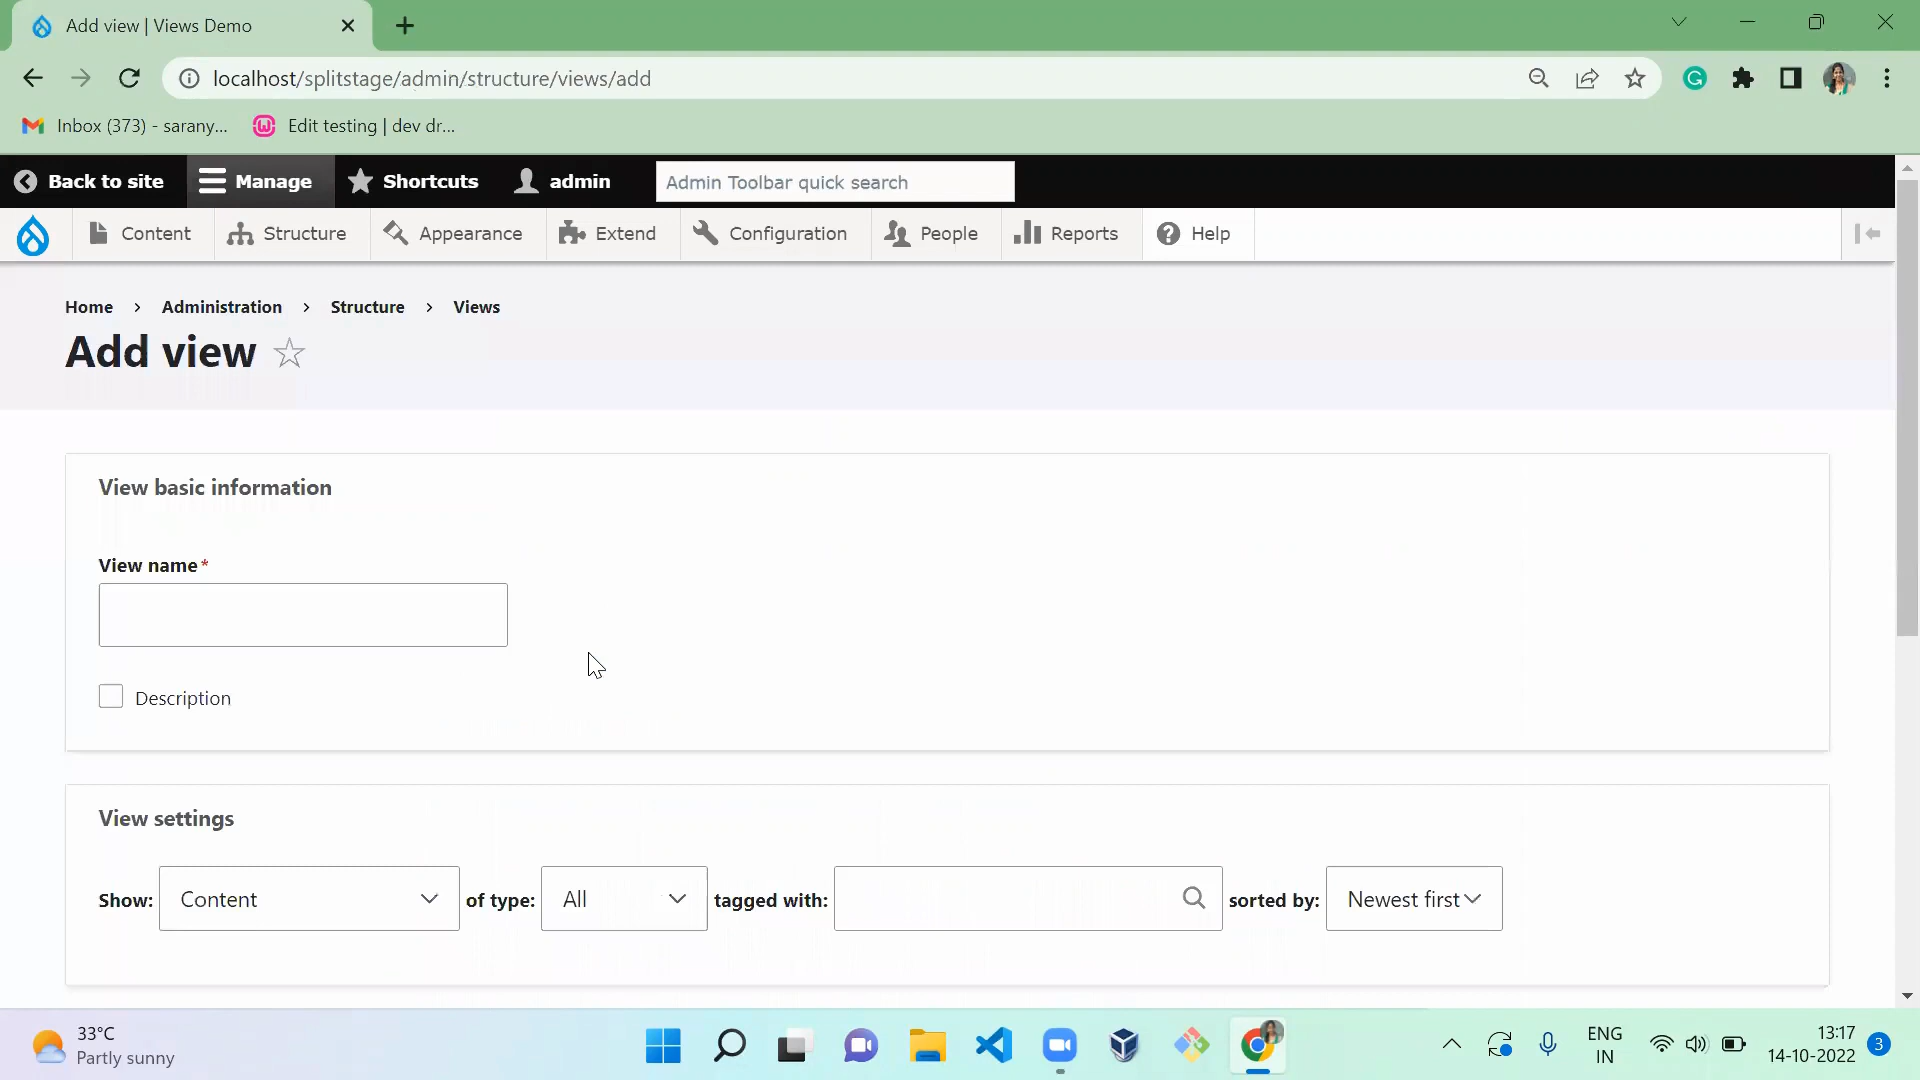 Add view | Views Demo
localhost/splitstage/admin/structure/views/add
Inbox (373) - sarany... Edit testing | dev dr...
Back to site Manage Shortcuts admin Admin Toolbar quick search
Content Structure Appearance Extend Configuration People Reports Help
Home › Administration › Structure › Views
Add view
View basic information
View name*
Description
View settings
Show: Content of type: All tagged with: sorted by: Newest first
33°C
Partly sunny
ENG
IN
13:17
14-10-2022
3